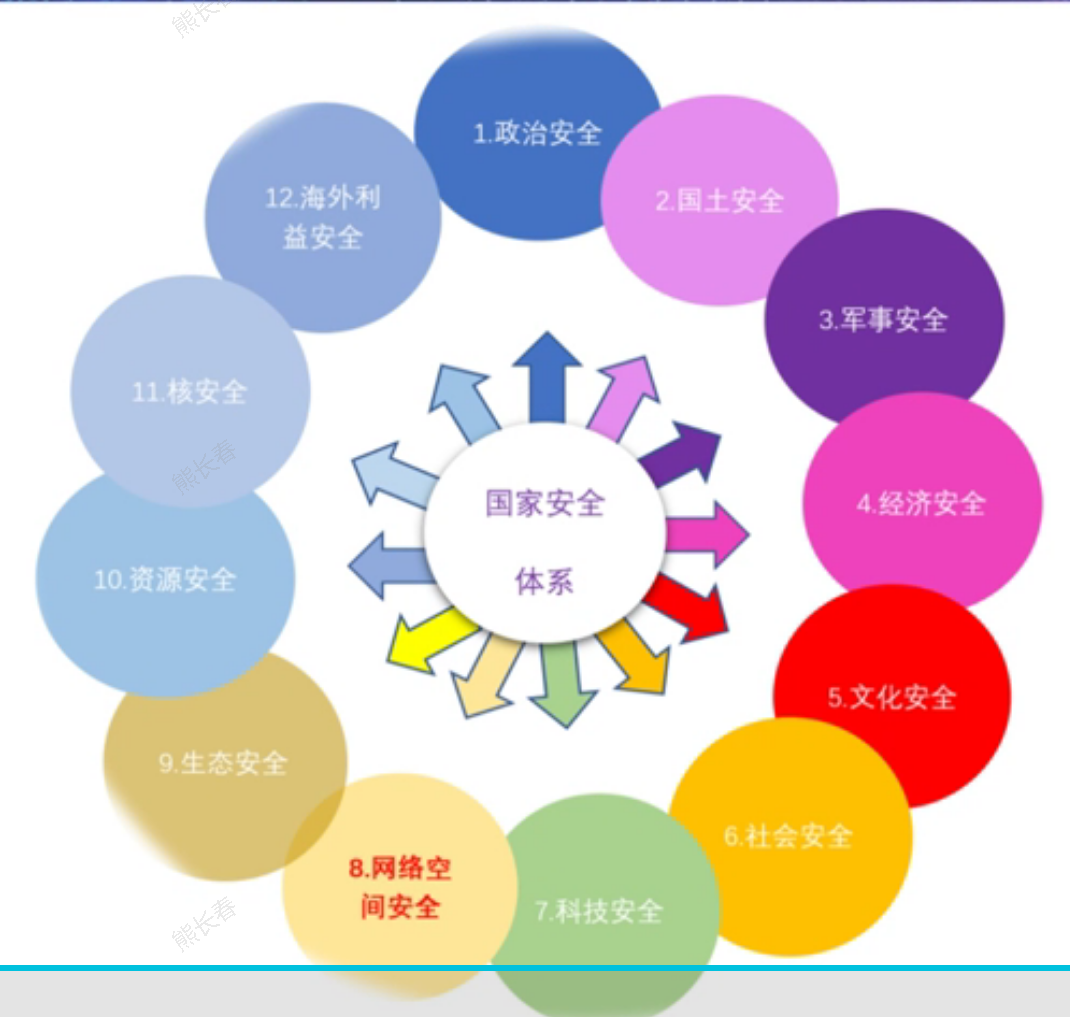 熊长春
1.政治安全
2.国土安全
12.海外利
益安全
3.军事安全
11.核安全
熊长春
4.经济安全
国家安全
体系
10.资源安全
5.文化安全
9.生态安全
6.社会安全
8.网络空
间安全
7.科技安全
熊长春